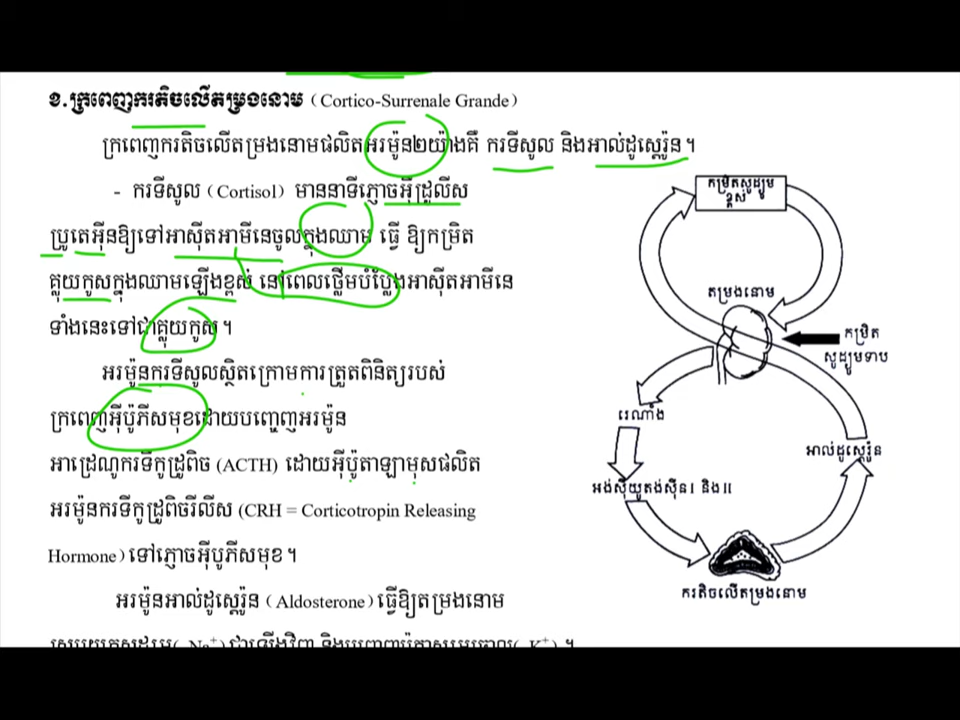 ខ.ក្រពេញករតិចលើតម្រងនោម (Cortico-Surrenale Grande)
ក្រពេញករតិចលើតម្រងនោមផលិតអរម៉ូន២យ៉ាងគឺ ករទីសូល និងអាល់ដូស្តេរ៉ូន។
- ករទីសូល (Cortisol) មាននាទីភ្ញោចអ៊ីដ្រូលីស
ប្រូតេអ៊ីនឱ្យទៅអាស៊ីតអាមីនេចូលក្នុងឈាម ធ្វើ ឱ្យកម្រិត
គ្លុយកូសក្នុងឈាមឡើងខ្ពស់ នៅពេលថ្លើមបំប្លែងអាស៊ីតអាមីនេ
ទាំងនេះទៅជាគ្លុយកូស។
អរម៉ូនករទីសូលស្ថិតក្រោមការត្រួតពិនិត្យរបស់
ក្រពេញអ៊ីប៉ូភីសមុខដោយបញ្ចេញអរម៉ូន
អាដ្រេណូករទីកូដ្រូពិច (ACTH) ដោយអ៊ីប៉ូតាឡាមុសផលិត
អរម៉ូនករទីកូដ្រូពិចរីលីស (CRH = Corticotropin Releasing
Hormone) ទៅភ្ញោចអ៊ីបូភីសមុខ។
អរម៉ូនអាល់ដូស្តេរ៉ូន (Aldosterone) ធ្វើឱ្យតម្រងនោម
កម្រិតសូដ្យូម
ខ្ពស់
តម្រងនោម
កម្រិត
សូដ្យូមទាប
រេណាំង
អាល់ដូស្តេរ៉ូន
អង់ស៊ីយូតង់ស៊ីនI និងII
ករតិចលើតម្រងនោម